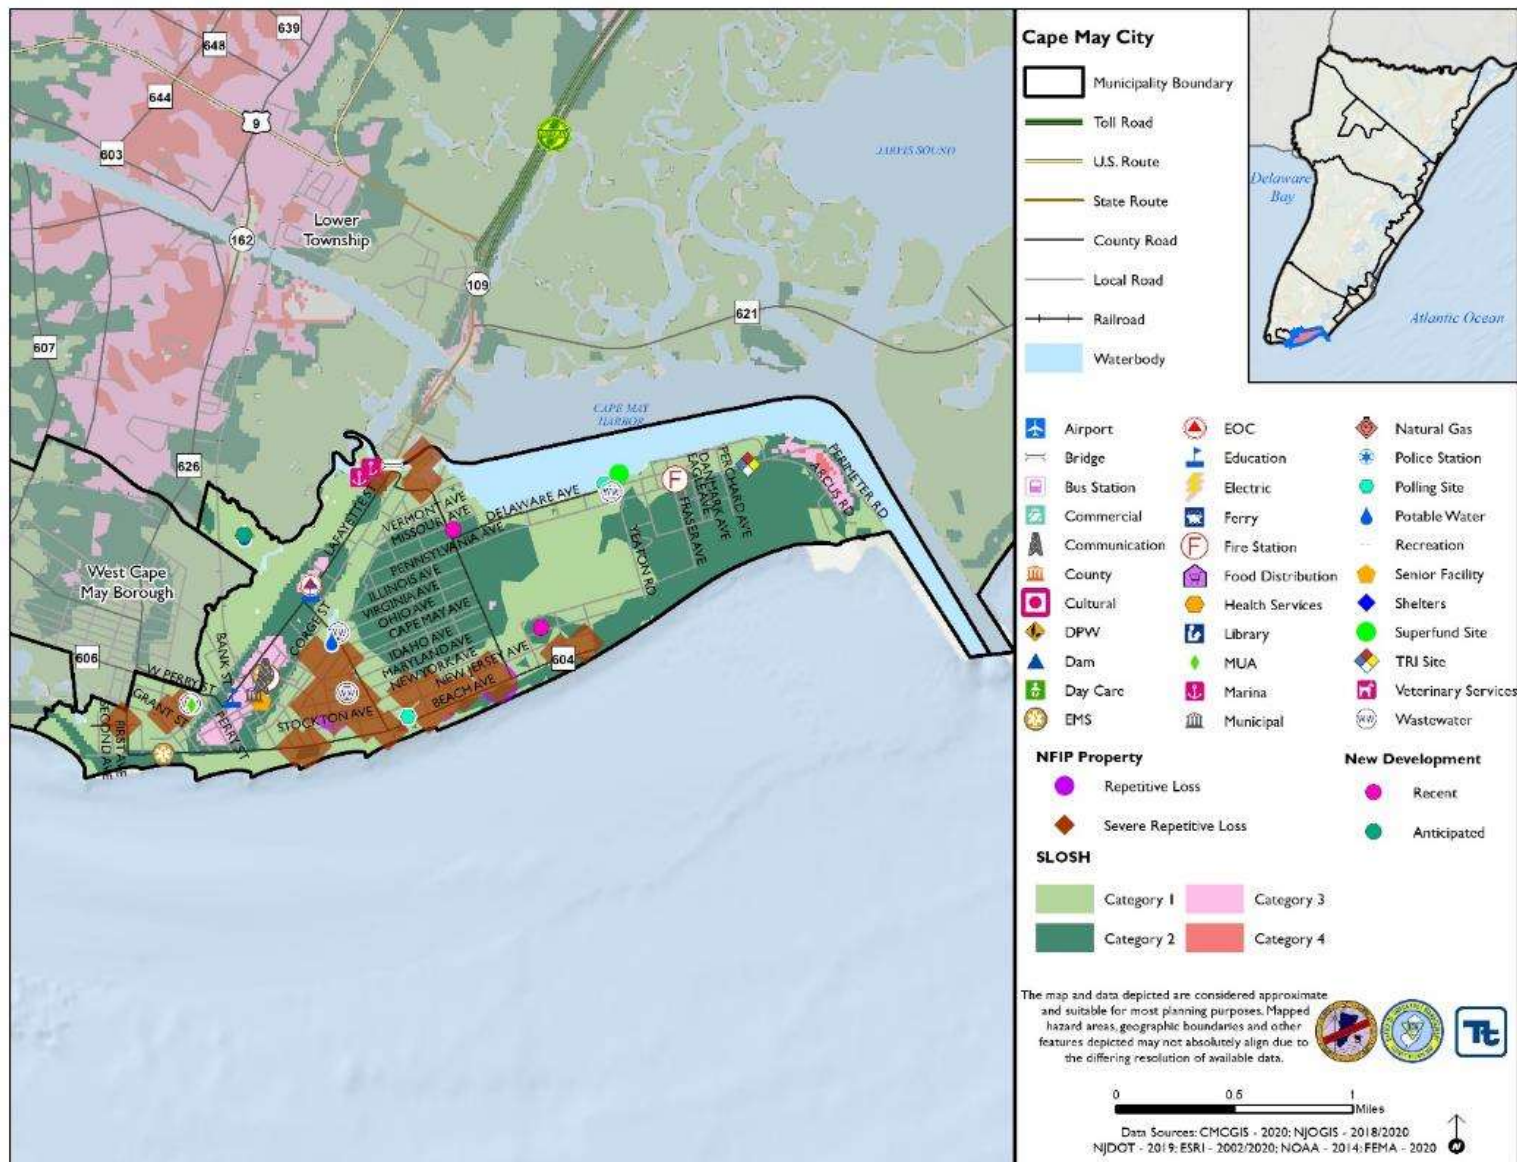 639
648
644
9
603
Lower
Township
162
JARVIS SOUND
109
621
607
CAPE MAY
HARBOR
626
West Cape
May Borough
606
604
LAFAYETTE ST
VERMONT AVE
MISSOURI AVE
PENNSYLVANIA AVE
ILLINOIS AVE
VIRGINIA AVE
OHIO AVE
CAPE MAY AVE
IDAHO AVE
MARYLAND AVE
NEW YORK AVE
NEW JERSEY AVE
BEACH AVE
STOCKTON AVE
DELAWARE AVE
YEATON RD
FRASER AVE
EAGLE AVE
DANMARK AVE
PERCHARD AVE
ARCUS RD
PERIMETER RD
BANK ST
W PERRY ST
GRANT ST
PERRY ST
FIRST AVE
SECOND AVE
F
WW
WW
WW
WW
Cape May City
Municipality Boundary
Toll Road
U.S. Route
State Route
County Road
Local Road
Railroad
Waterbody
Delaware
Bay
Atlantic Ocean
Airport
EOC
Natural Gas
Bridge
Education
Police Station
Bus Station
Electric
Polling Site
Commercial
Ferry
Potable Water
Communication
F
Fire Station
Recreation
County
Food Distribution
Senior Facility
Cultural
Health Services
Shelters
DPW
Library
Superfund Site
Dam
MUA
TRI Site
Day Care
Marina
Veterinary Services
EMS
Municipal
WW
Wastewater
NFIP Property
New Development
Repetitive Loss
Recent
Severe Repetitive Loss
Anticipated
SLOSH
Category 1
Category 3
Category 2
Category 4
The map and data depicted are considered approximate
and suitable for most planning purposes. Mapped
hazard areas, geographic boundaries and other
features depicted may not absolutely align due to
the differing resolution of available data.
Tt
0 0.5 1
Miles
Data Sources: CMCGIS - 2020; NJOGIS - 2018/2020
NJDOT - 2019; ESRI - 2002/2020; NOAA - 2014; FEMA - 2020
N